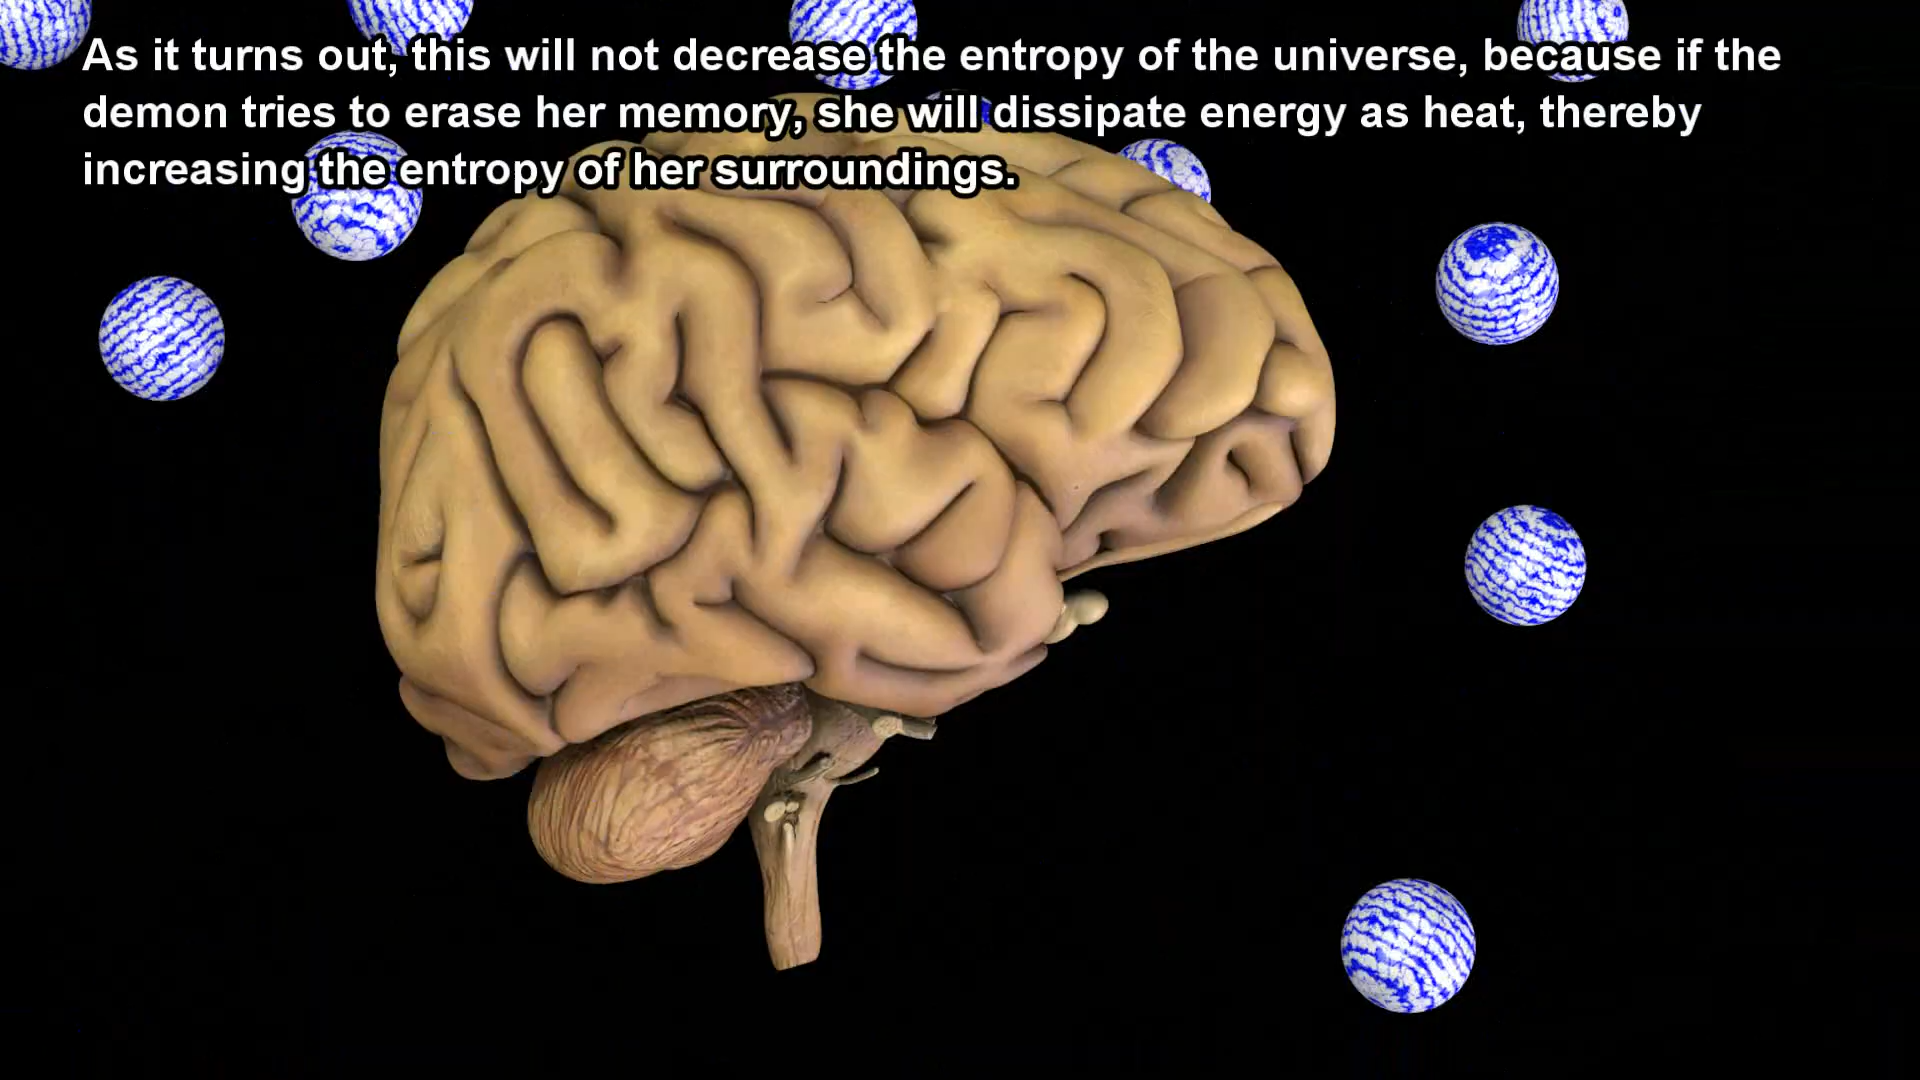 As it turns out, this will not decrease the entropy of the universe, because if the
demon tries to erase her memory, she will dissipate energy as heat, thereby
increasing the entropy of her surroundings.